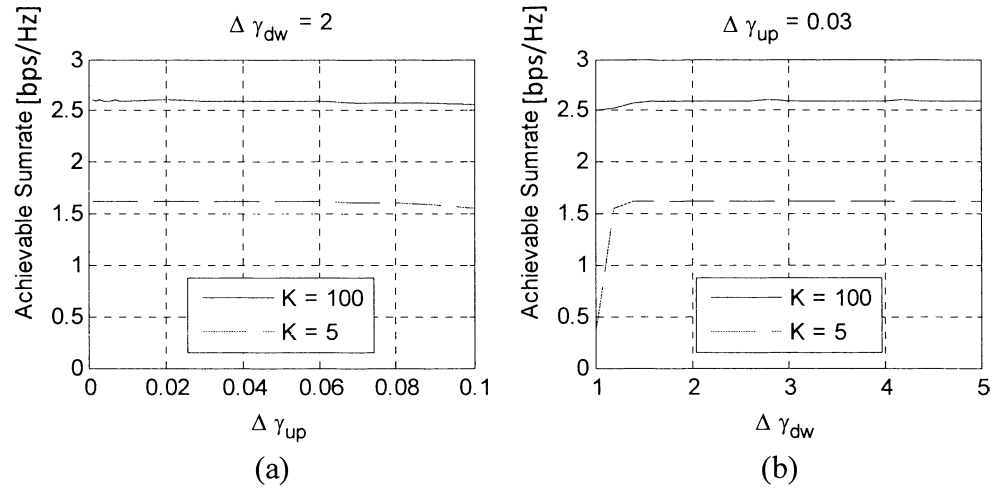 Δ γdw = 2
Achievable Sumrate [bps/Hz]
3
2.5
2
1.5
1
0.5
0
K = 100
K = 5
0 0.02 0.04 0.06 0.08 0.1
Δ γup
(a)
Δ γup = 0.03
Achievable Sumrate [bps/Hz]
3
2.5
2
1.5
1
0.5
0
K = 100
K = 5
1 2 3 4 5
Δ γdw
(b)